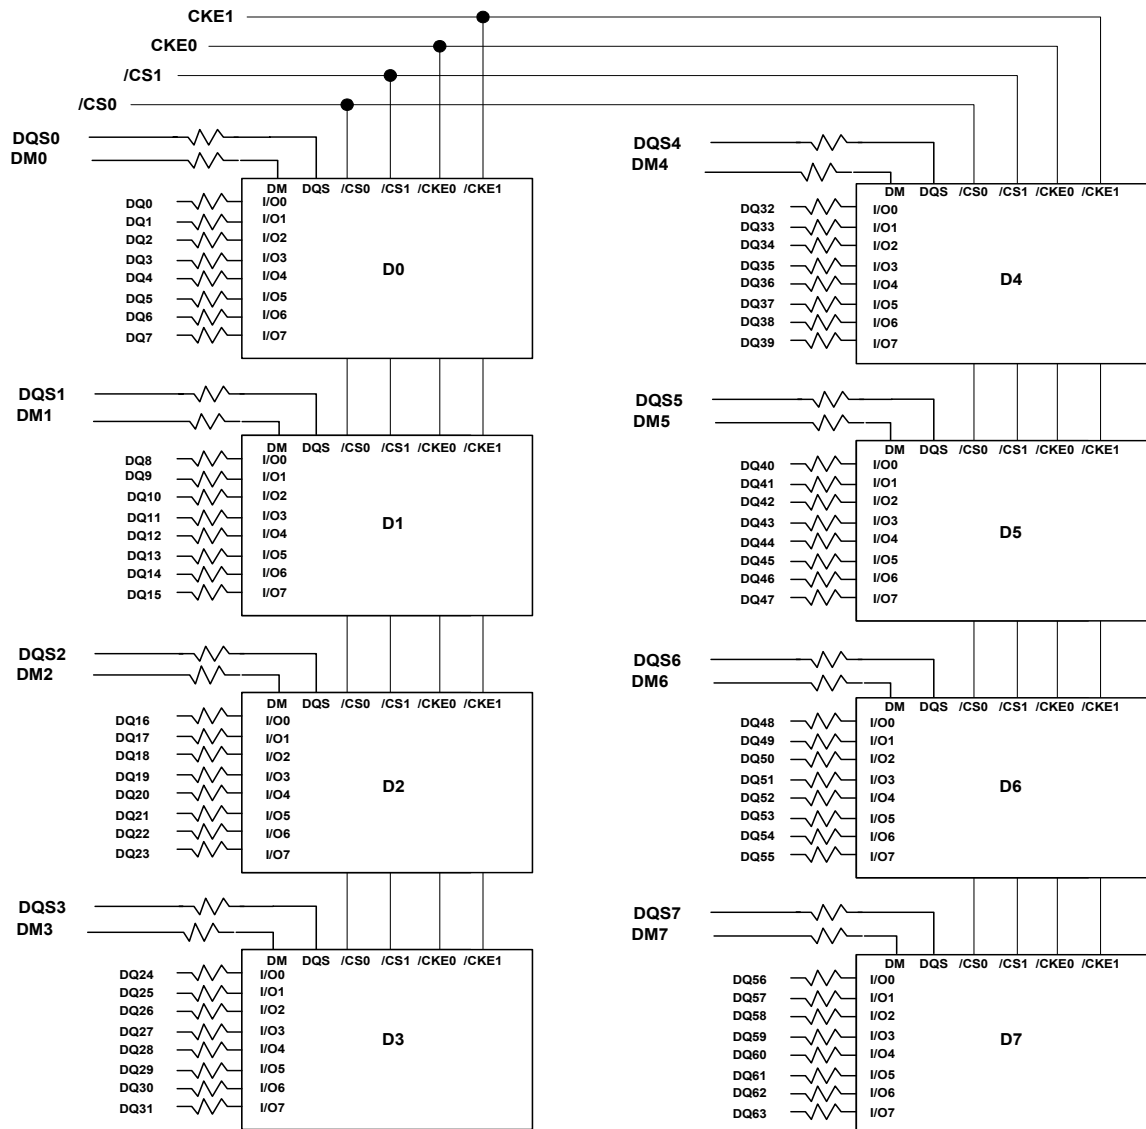 CKE1
CKE0
/CS1
/CS0
DQS0
DM0
DM DQS /CS0 /CS1 /CKE0 /CKE1
DQ0 I/O0
DQ1 I/O1
DQ2 I/O2
DQ3 I/O3
DQ4 I/O4
DQ5 I/O5
DQ6 I/O6
DQ7 I/O7
D0
DQS1
DM1
DM DQS /CS0 /CS1 /CKE0 /CKE1
DQ8 I/O0
DQ9 I/O1
DQ10 I/O2
DQ11 I/O3
DQ12 I/O4
DQ13 I/O5
DQ14 I/O6
DQ15 I/O7
D1
DQS2
DM2
DM DQS /CS0 /CS1 /CKE0 /CKE1
DQ16 I/O0
DQ17 I/O1
DQ18 I/O2
DQ19 I/O3
DQ20 I/O4
DQ21 I/O5
DQ22 I/O6
DQ23 I/O7
D2
DQS3
DM3
DM DQS /CS0 /CS1 /CKE0 /CKE1
DQ24 I/O0
DQ25 I/O1
DQ26 I/O2
DQ27 I/O3
DQ28 I/O4
DQ29 I/O5
DQ30 I/O6
DQ31 I/O7
D3
DQS4
DM4
DM DQS /CS0 /CS1 /CKE0 /CKE1
DQ32 I/O0
DQ33 I/O1
DQ34 I/O2
DQ35 I/O3
DQ36 I/O4
DQ37 I/O5
DQ38 I/O6
DQ39 I/O7
D4
DQS5
DM5
DM DQS /CS0 /CS1 /CKE0 /CKE1
DQ40 I/O0
DQ41 I/O1
DQ42 I/O2
DQ43 I/O3
DQ44 I/O4
DQ45 I/O5
DQ46 I/O6
DQ47 I/O7
D5
DQS6
DM6
DM DQS /CS0 /CS1 /CKE0 /CKE1
DQ48 I/O0
DQ49 I/O1
DQ50 I/O2
DQ51 I/O3
DQ52 I/O4
DQ53 I/O5
DQ54 I/O6
DQ55 I/O7
D6
DQS7
DM7
DM DQS /CS0 /CS1 /CKE0 /CKE1
DQ56 I/O0
DQ57 I/O1
DQ58 I/O2
DQ59 I/O3
DQ60 I/O4
DQ61 I/O5
DQ62 I/O6
DQ63 I/O7
D7